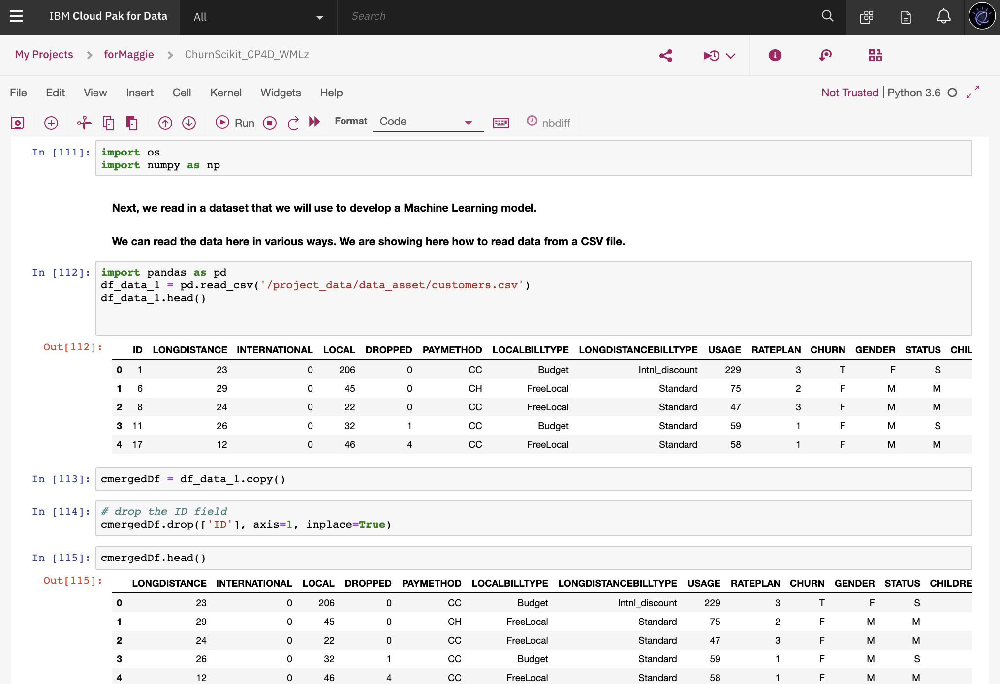 IBM Cloud Pak for Data All Search
My Projects > forMaggie > ChurnScikit_CP4D_WMLz
File Edit View Insert Cell Kernel Widgets Help Not Trusted | Python 3.6
Run Format Code nbdiff
In [111]: import os
import numpy as np
Next, we read in a dataset that we will use to develop a Machine Learning model.
We can read the data here in various ways. We are showing here how to read data from a CSV file.
In [112]: import pandas as pd
df_data_1 = pd.read_csv('/project_data/data_asset/customers.csv')
df_data_1.head()
Out[112]:
ID LONGDISTANCE INTERNATIONAL LOCAL DROPPED PAYMETHOD LOCALBILLTYPE LONGDISTANCEBILLTYPE USAGE RATEPLAN CHURN GENDER STATUS CHIL
0 1 23 0 206 0 CC Budget Intnl_discount 229 3 T F S
1 6 29 0 45 0 CH FreeLocal Standard 75 2 F M M
2 8 24 0 22 0 CC FreeLocal Standard 47 3 F M M
3 11 26 0 32 1 CC Budget Standard 59 1 F M S
4 17 12 0 46 4 CC FreeLocal Standard 58 1 F M M
In [113]: cmergedDf = df_data_1.copy()
In [114]: # drop the ID field
cmergedDf.drop(['ID'], axis=1, inplace=True)
In [115]: cmergedDf.head()
Out[115]:
LONGDISTANCE INTERNATIONAL LOCAL DROPPED PAYMETHOD LOCALBILLTYPE LONGDISTANCEBILLTYPE USAGE RATEPLAN CHURN GENDER STATUS CHILDRE
0 23 0 206 0 CC Budget Intnl_discount 229 3 T F S
1 29 0 45 0 CH FreeLocal Standard 75 2 F M M
2 24 0 22 0 CC FreeLocal Standard 47 3 F M M
3 26 0 32 1 CC Budget Standard 59 1 F M S
4 12 0 46 4 CC FreeLocal Standard 58 1 F M M